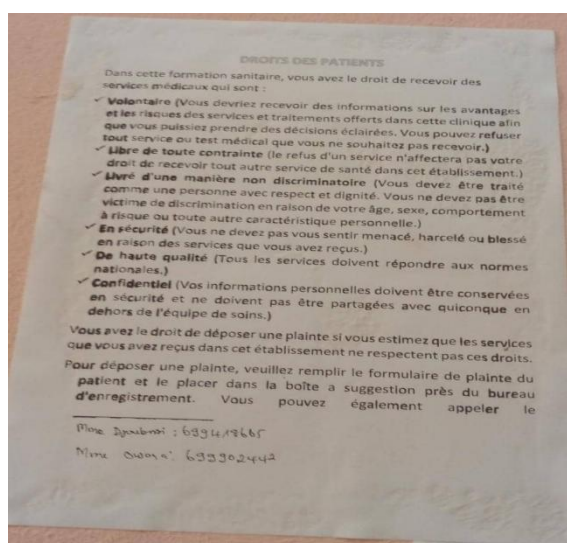 DROITS DES PATIENTS
Dans cette formation sanitaire, vous avez le droit de recevoir des
services médicaux qui sont :
✓ Volontaire (Vous devriez recevoir des informations sur les avantages
et les risques des services et traitements offerts dans cette clinique afin
que vous puissiez prendre des décisions éclairées. Vous pouvez refuser
tout service ou test médical que vous ne souhaitez pas recevoir.)
✓ Libre de toute contrainte (le refus d'un service n'affectera pas votre
droit de recevoir tout autre service de santé dans cet établissement.)
✓ Livré d'une manière non discriminatoire (Vous devez être traité
comme une personne avec respect et dignité. Vous ne devez pas être
victime de discrimination en raison de votre âge, sexe, comportement
à risque ou toute autre caractéristique personnelle.)
✓ En sécurité (Vous ne devez pas vous sentir menacé, harcelé ou blessé
en raison des services que vous avez reçus.)
✓ De haute qualité (Tous les services doivent répondre aux normes
nationales.)
✓ Confidentiel (Vos informations personnelles doivent être conservées
en sécurité et ne doivent pas être partagées avec quiconque en
dehors de l'équipe de soins.)
Vous avez le droit de déposer une plainte si vous estimez que les services
que vous avez reçus dans cet établissement ne respectent pas ces droits.
Pour déposer une plainte, veuillez remplir le formulaire de plainte du
patient et le placer dans la boîte a suggestion près du bureau
d'enregistrement. Vous pouvez également appeler le
Mme : 699418665
Mme : 699902442